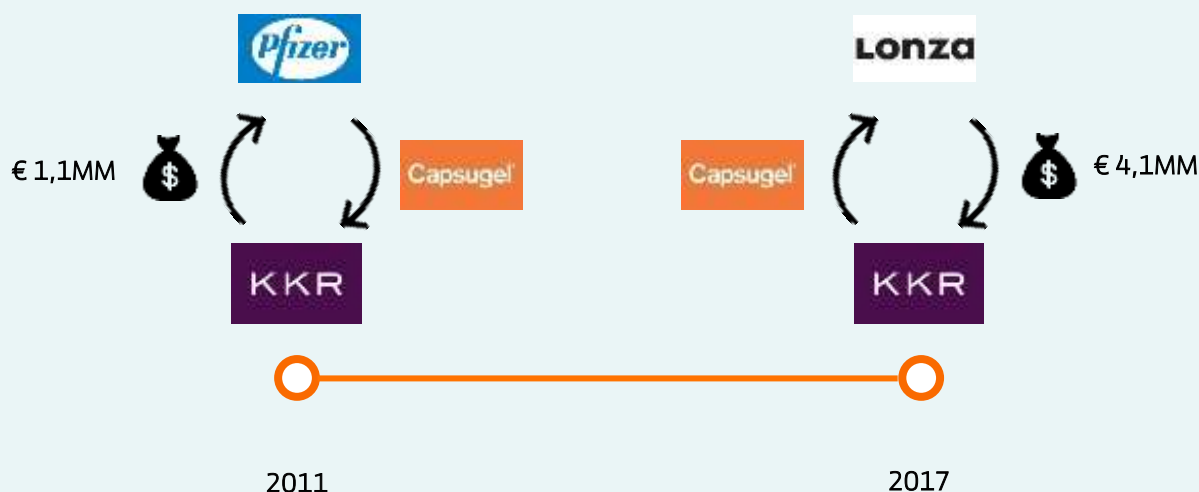 Pfizer
Lonza
€ 1,1MM
$
Capsugel
Capsugel
$
€ 4,1MM
KKR
KKR
2011
2017